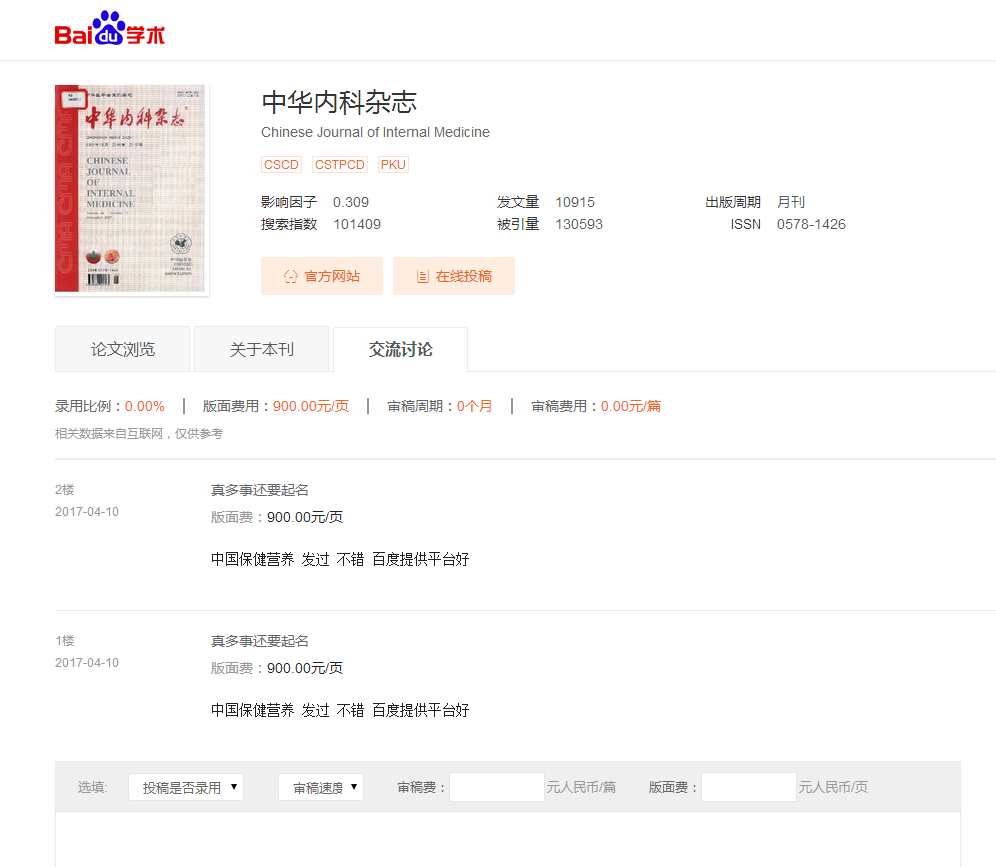 Bai du 学术
中华内科杂志
CHINESE
JOURNAL
OF
INTERNAL
MEDICINE
中华内科杂志
Chinese Journal of Internal Medicine
CSCD CSTPCD PKU
影响因子 0.309 发文量 10915 出版周期 月刊
搜索指数 101409 被引量 130593 ISSN 0578-1426
官方网站 在线投稿
论文浏览 关于本刊 交流讨论
录用比例：0.00% | 版面费用：900.00元/页 | 审稿周期：0个月 | 审稿费用：0.00元/篇
相关数据来自互联网，仅供参考
2楼 真多事还要起名
2017-04-10 版面费：900.00元/页
中国保健营养 发过 不错 百度提供平台好
1楼 真多事还要起名
2017-04-10 版面费：900.00元/页
中国保健营养 发过 不错 百度提供平台好
选填: 投稿是否录用 审稿速度 审稿费： 元人民币/篇 版面费： 元人民币/页